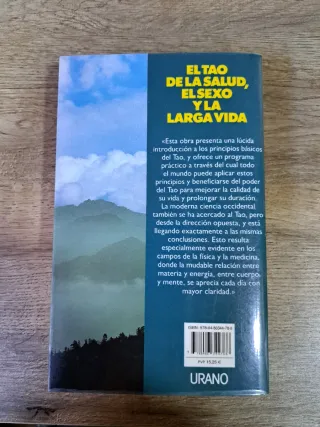 EL TAO
DE LA SALUD,
EL SEXO
Y LA
LARGA VIDA
«Esta obra presenta una lúcida
introducción a los principios básicos
del Tao, y ofrece un programa
práctico a través del cual todo
el mundo puede aplicar estos
principios y beneficiarse del poder
del Tao para mejorar la calidad de
su vida y prolongar su duración.
La moderna ciencia occidental
también se ha acercado al Tao, pero
desde la dirección opuesta, y está
llegando exactamente a las mismas
conclusiones. Esto resulta
especialmente evidente en los
campos de la física y la medicina,
donde la mudable relación entre
materia y energía, entre cuerpo
y mente, se aprecia cada día con
mayor claridad.»
URANO